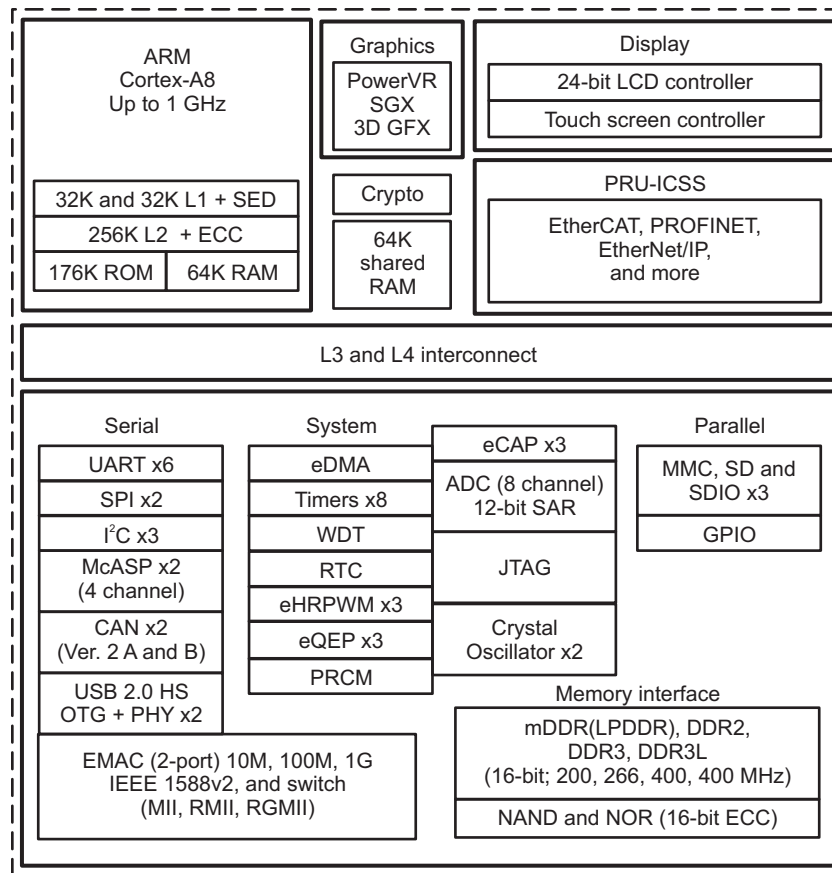 ARM
Cortex-A8
Up to 1 GHz
32K and 32K L1 + SED
256K L2 + ECC
176K ROM
64K RAM
Graphics
PowerVR
SGX
3D GFX
Crypto
64K
shared
RAM
Display
24-bit LCD controller
Touch screen controller
PRU-ICSS
EtherCAT, PROFINET,
EtherNet/IP,
and more
L3 and L4 interconnect
Serial
UART x6
SPI x2
I²C x3
McASP x2
(4 channel)
CAN x2
(Ver. 2 A and B)
USB 2.0 HS
OTG + PHY x2
EMAC (2-port) 10M, 100M, 1G
IEEE 1588v2, and switch
(MII, RMII, RGMII)
System
eDMA
Timers x8
WDT
RTC
eHRPWM x3
eQEP x3
PRCM
eCAP x3
ADC (8 channel)
12-bit SAR
JTAG
Crystal
Oscillator x2
Parallel
MMC, SD and
SDIO x3
GPIO
Memory interface
mDDR(LPDDR), DDR2,
DDR3, DDR3L
(16-bit; 200, 266, 400, 400 MHz)
NAND and NOR (16-bit ECC)